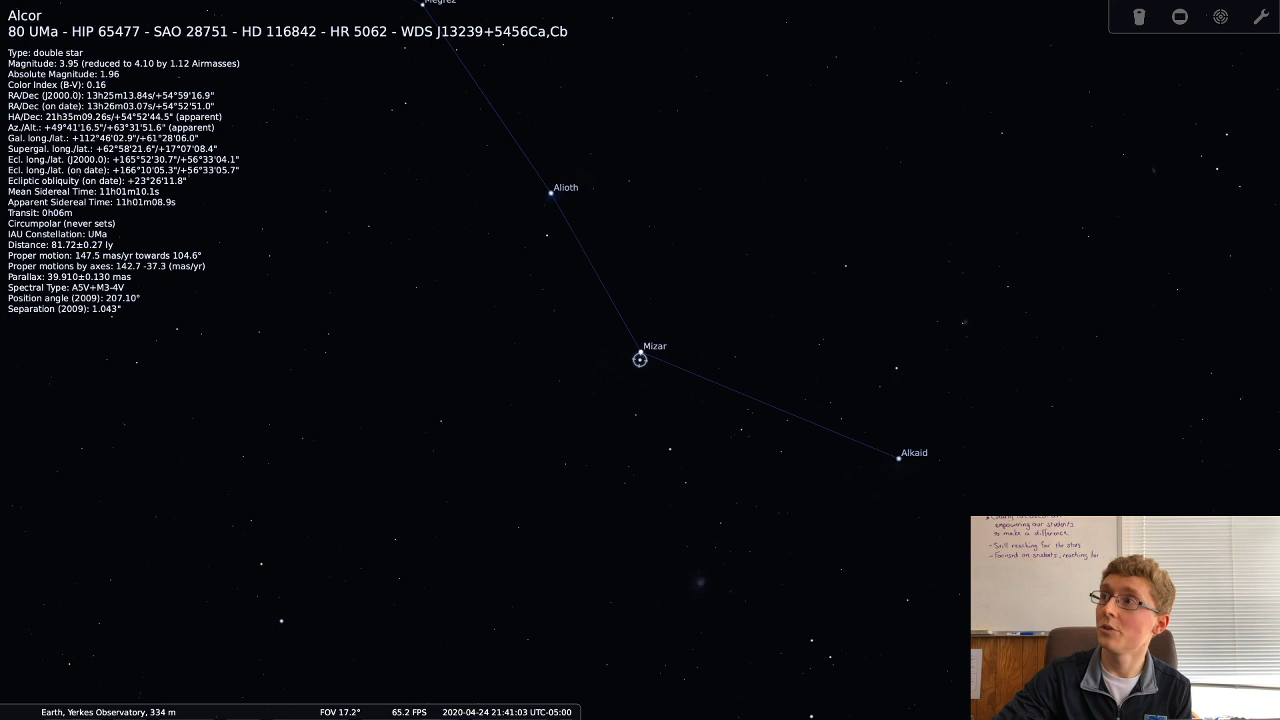 Alcor
80 UMa - HIP 65477 - SAO 28751 - HD 116842 - HR 5062 - WDS J13239+5456Ca,Cb
Type: double star
Magnitude: 3.95 (reduced to 4.10 by 1.12 Airmasses)
Absolute Magnitude: 1.96
Color Index (B-V): 0.16
RA/Dec (J2000.0): 13h25m13.84s/+54°59'16.9"
RA/Dec (on date): 13h26m03.07s/+54°52'51.0"
HA/Dec: 21h35m09.26s/+54°52'44.5" (apparent)
Az./Alt.: +49°41'16.5"/+63°31'51.6" (apparent)
Gal. long./lat.: +112°46'02.9"/+61°28'06.0"
Supergal. long./lat.: +62°58'21.6"/+17°07'08.4"
Ecl. long./lat. (J2000.0): +165°52'30.7"/+56°33'04.1"
Ecl. long./lat. (on date): +166°10'05.3"/+56°33'05.7"
Ecliptic obliquity (on date): +23°26'11.8"
Mean Sidereal Time: 11h01m10.1s
Apparent Sidereal Time: 11h01m08.9s
Transit: 0h06m
Circumpolar (never sets)
IAU Constellation: UMa
Distance: 81.72±0.27 ly
Proper motion: 147.5 mas/yr towards 104.6°
Proper motions by axes: 142.7 -37.3 (mas/yr)
Parallax: 39.910±0.130 mas
Spectral Type: A5V+M3-4V
Position angle (2009): 207.10°
Separation (2009): 1.043"
Megrez
Alioth
Mizar
Alkaid
empowering our students
to make a difference
- Still reaching for the stars
- Focused on students, reaching for
Earth, Yerkes Observatory, 334 m
FOV 17.2°
65.2 FPS
2020-04-24 21:41:03 UTC-05:00